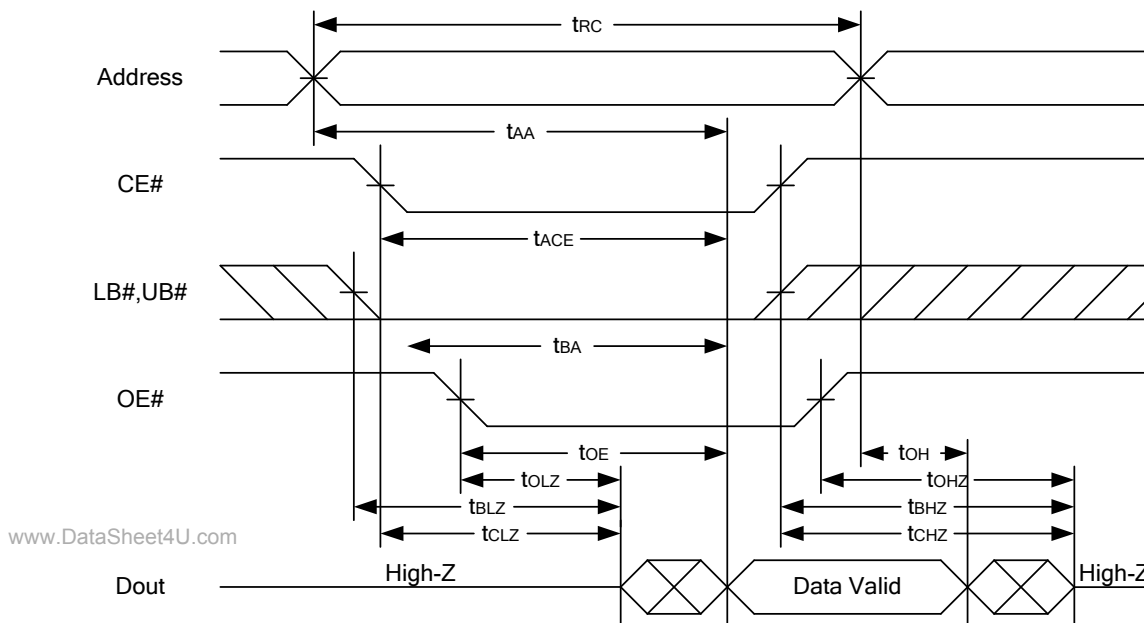 tRC
Address
tAA
CE#
tACE
LB#,UB#
tBA
OE#
tOE
tOH
tOLZ
tOHZ
tBLZ
tBHZ
www.DataSheet4U.com
tCLZ
tCHZ
Dout
High-Z
Data Valid
High-Z